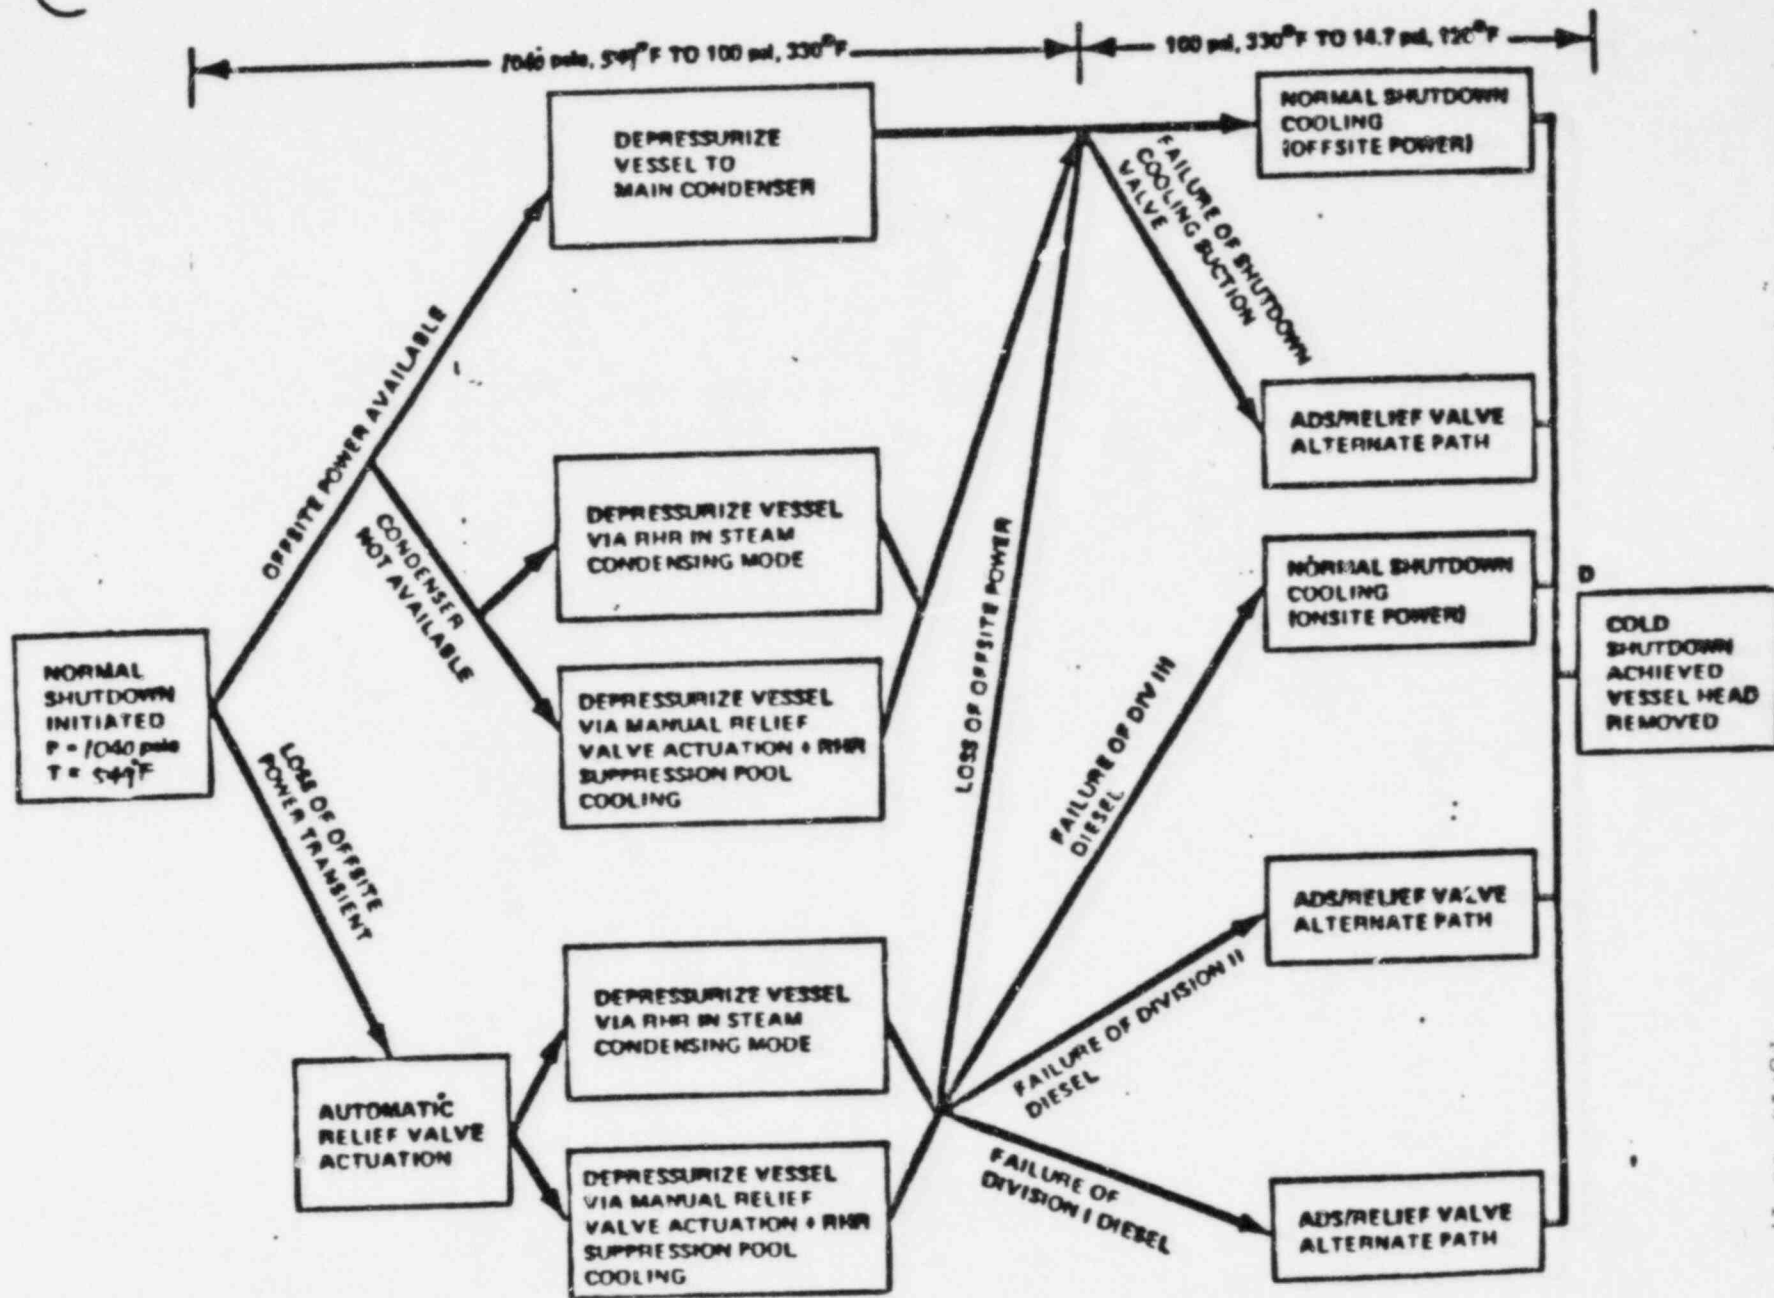 1040 psia, 549°F TO 100 psi, 330°F
100 psi, 330°F TO 14.7 psi, 120°F
DEPRESSURIZE
VESSEL TO
MAIN CONDENSER
NORMAL SHUTDOWN
COOLING
(OFFSITE POWER)
FAILURE OF SHUTDOWN
COOLING SUCTION
VALVE
OFFSITE POWER AVAILABLE
ADS/RELIEF VALVE
ALTERNATE PATH
CONDENSER
NOT AVAILABLE
DEPRESSURIZE VESSEL
VIA RHR IN STEAM
CONDENSING MODE
LOSS OF OFFSITE POWER
NORMAL SHUTDOWN
COOLING
(ONSITE POWER)
D
COLD
SHUTDOWN
ACHIEVED
VESSEL HEAD
REMOVED
NORMAL
SHUTDOWN
INITIATED
P = 1040 psia
T = 549°F
DEPRESSURIZE VESSEL
VIA MANUAL RELIEF
VALVE ACTUATION + RHR
SUPPRESSION POOL
COOLING
FAILURE OF DIV III
DIESEL
LOSS OF OFFSITE
POWER TRANSIENT
ADS/RELIEF VALVE
ALTERNATE PATH
DEPRESSURIZE VESSEL
VIA RHR IN STEAM
CONDENSING MODE
FAILURE OF DIVISION II
DIESEL
AUTOMATIC
RELIEF VALVE
ACTUATION
DEPRESSURIZE VESSEL
VIA MANUAL RELIEF
VALVE ACTUATION + RHR
SUPPRESSION POOL
COOLING
FAILURE OF
DIVISION I DIESEL
ADS/RELIEF VALVE
ALTERNATE PATH